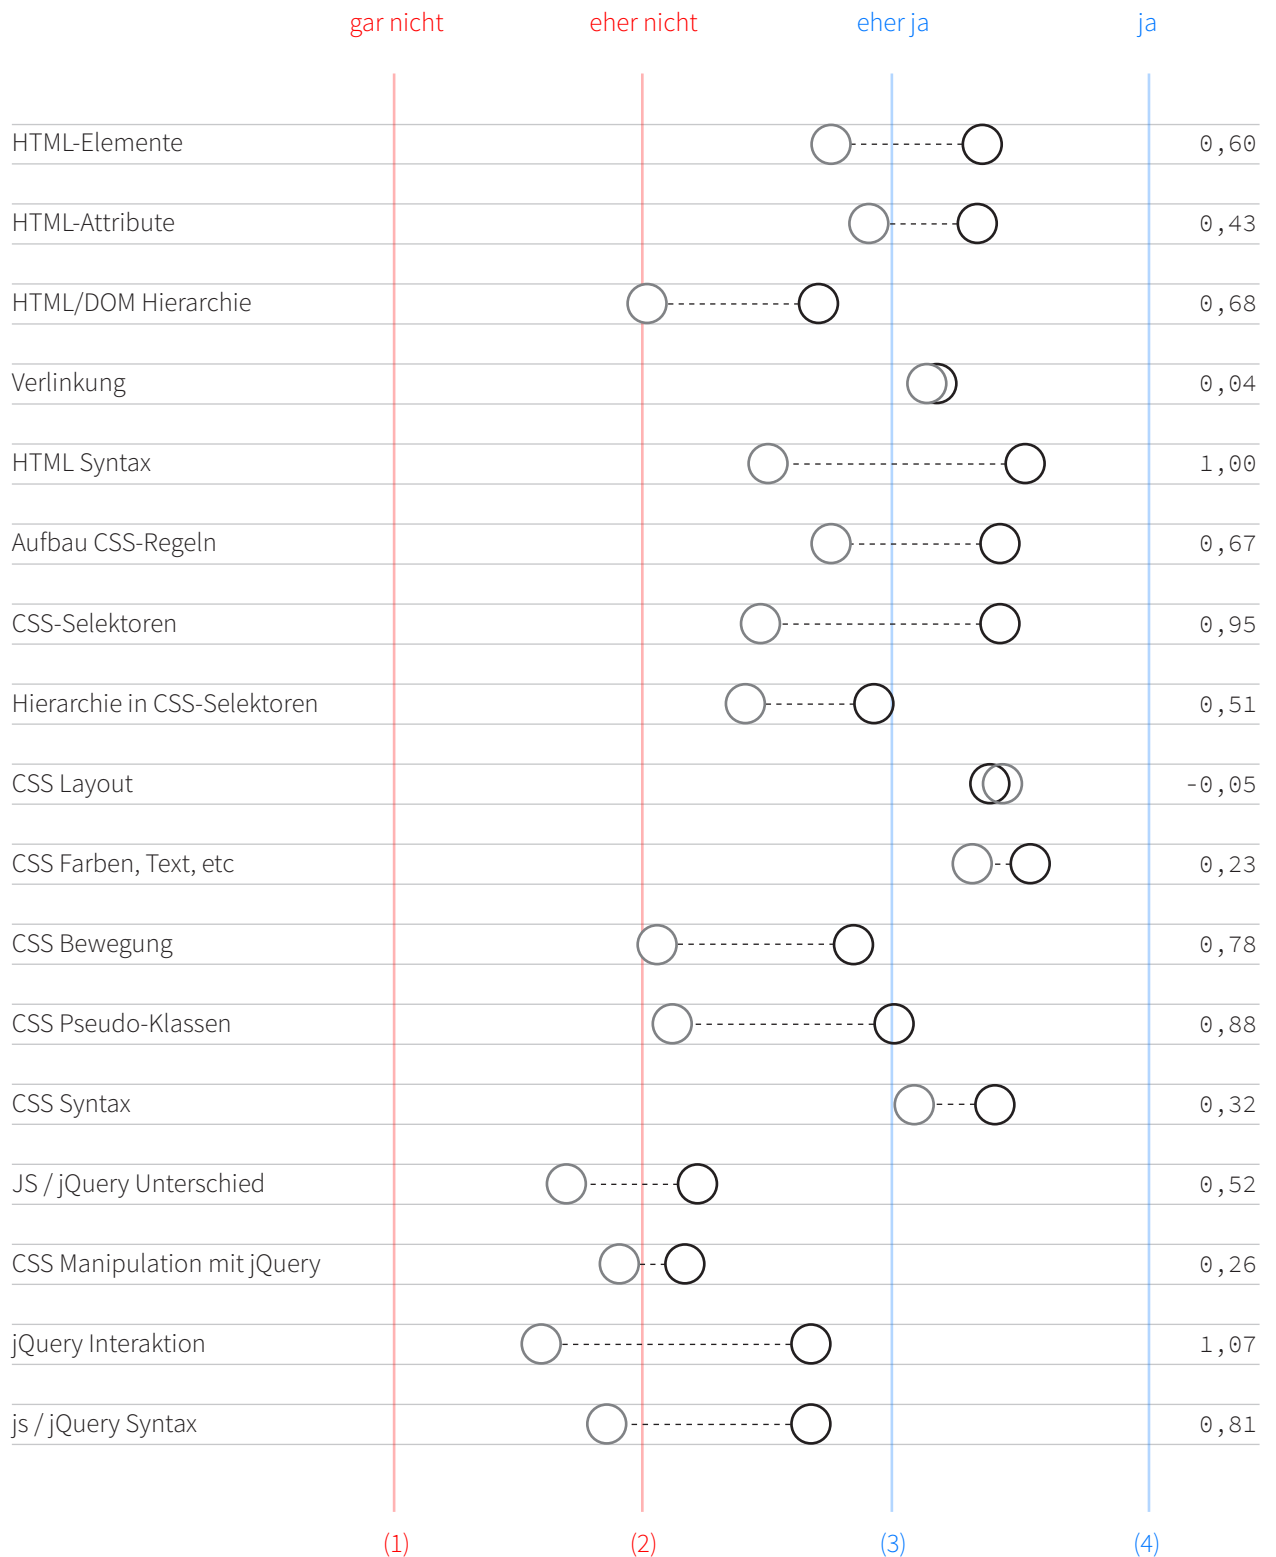 gar nicht eher nicht eher ja ja
HTML-Elemente 0,60
HTML-Attribute 0,43
HTML/DOM Hierarchie 0,68
Verlinkung 0,04
HTML Syntax 1,00
Aufbau CSS-Regeln 0,67
CSS-Selektoren 0,95
Hierarchie in CSS-Selektoren 0,51
CSS Layout -0,05
CSS Farben, Text, etc 0,23
CSS Bewegung 0,78
CSS Pseudo-Klassen 0,88
CSS Syntax 0,32
JS / jQuery Unterschied 0,52
CSS Manipulation mit jQuery 0,26
jQuery Interaktion 1,07
js / jQuery Syntax 0,81
(1) (2) (3) (4)